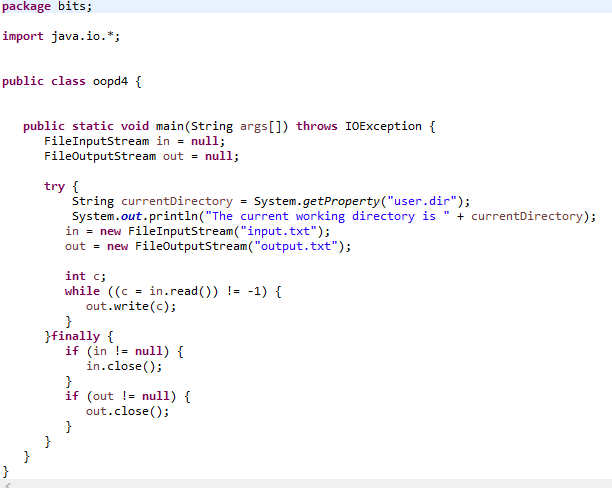 package bits;
import java.io.*;
public class oopd4 {
public static void main(String args[]) throws IOException {
FileInputStream in = null;
FileOutputStream out = null;
try {
String currentDirectory = System.getProperty("user.dir");
System.out.println("The current working directory is " + currentDirectory);
in = new FileInputStream("input.txt");
out = new FileOutputStream("output.txt");
int c;
while ((c = in.read()) != -1) {
out.write(c);
}
}finally {
if (in != null) {
in.close();
}
if (out != null) {
out.close();
}
}
}
}